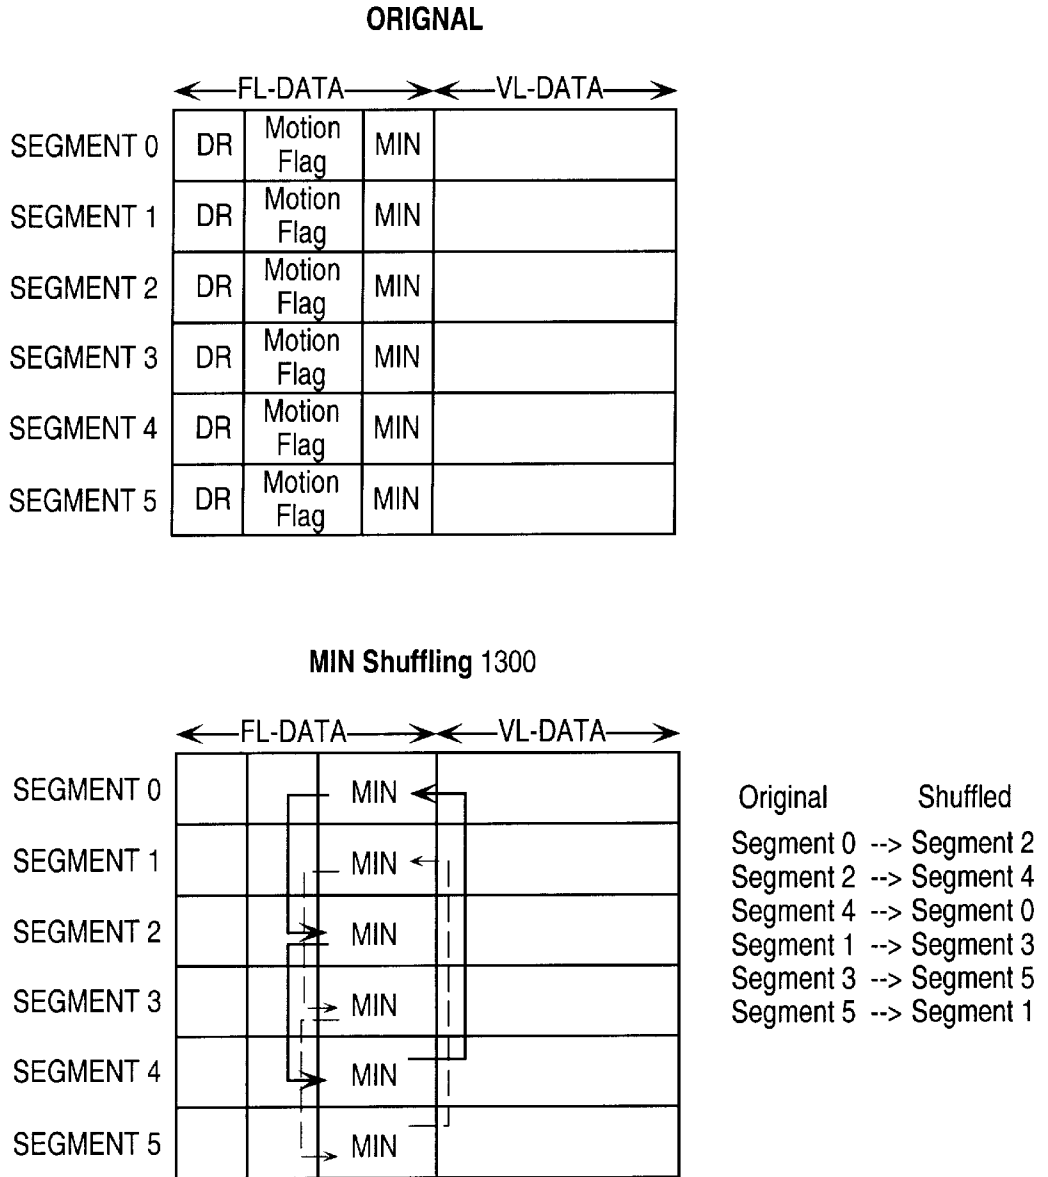 ORIGNAL
FL-DATA VL-DATA
SEGMENT 0 DR Motion Flag MIN
SEGMENT 1 DR Motion Flag MIN
SEGMENT 2 DR Motion Flag MIN
SEGMENT 3 DR Motion Flag MIN
SEGMENT 4 DR Motion Flag MIN
SEGMENT 5 DR Motion Flag MIN
MIN Shuffling 1300
FL-DATA VL-DATA
SEGMENT 0 MIN
SEGMENT 1 MIN
SEGMENT 2 MIN
SEGMENT 3 MIN
SEGMENT 4 MIN
SEGMENT 5 MIN
Original Shuffled
Segment 0 --> Segment 2
Segment 2 --> Segment 4
Segment 4 --> Segment 0
Segment 1 --> Segment 3
Segment 3 --> Segment 5
Segment 5 --> Segment 1